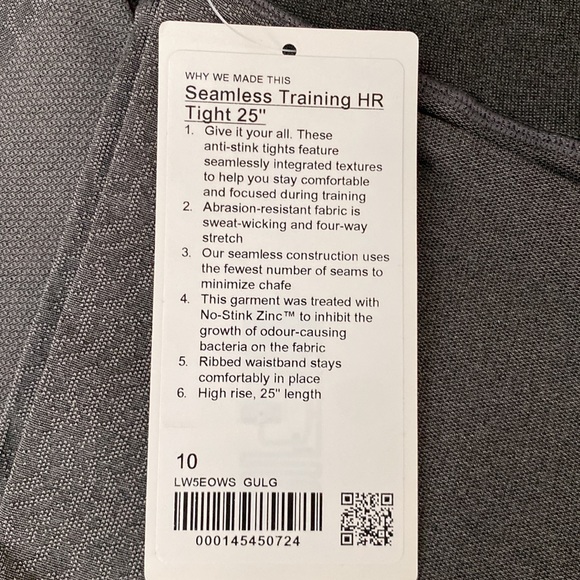 WHY WE MADE THIS
Seamless Training HR
Tight 25"
1. Give it your all. These
anti-stink tights feature
seamlessly integrated textures
to help you stay comfortable
and focused during training
2. Abrasion-resistant fabric is
sweat-wicking and four-way
stretch
3. Our seamless construction uses
the fewest number of seams to
minimize chafe
4. This garment was treated with
No-Stink Zinc™ to inhibit the
growth of odour-causing
bacteria on the fabric
5. Ribbed waistband stays
comfortably in place
6. High rise, 25" length
10
LW5EOWS GULG
000145450724